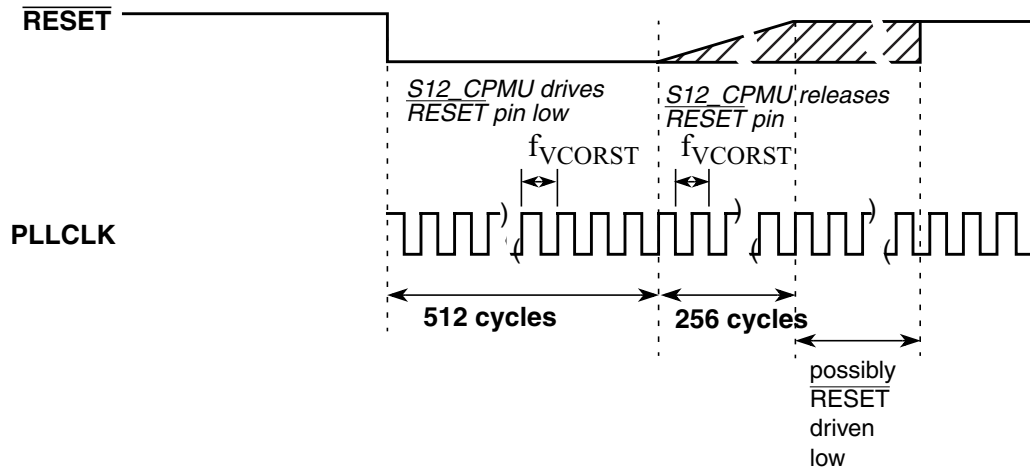 RESET
S12_CPMU drives
RESET pin low
S12_CPMU releases
RESET pin
fVCORST
fVCORST
PLLCLK
512 cycles
256 cycles
possibly
RESET
driven
low